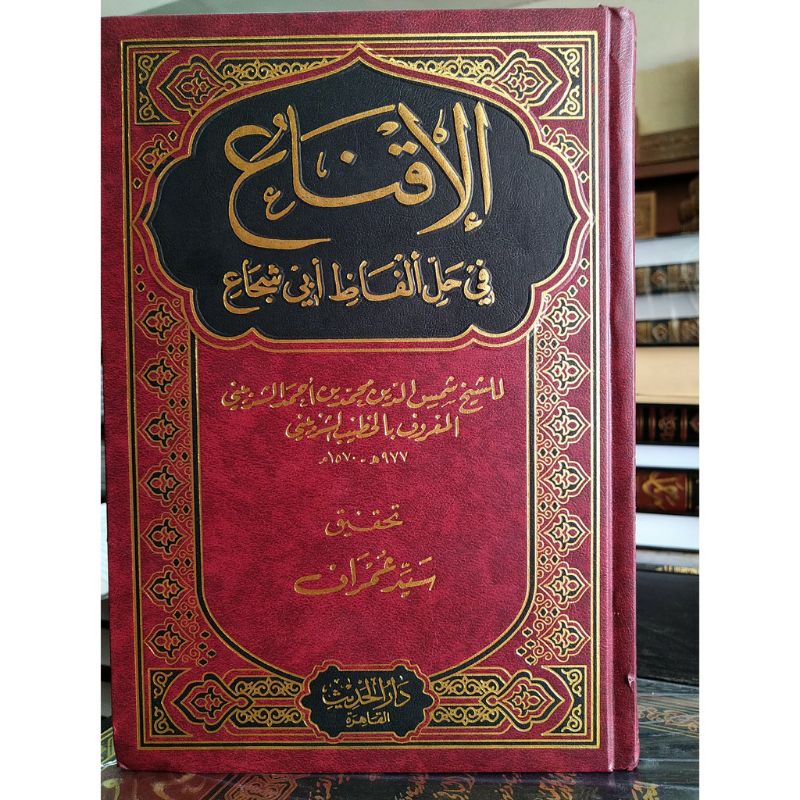 الإقناع
في حل ألفاظ أبي شجاع
للشيخ شمس الدين محمد بن أحمد الشربيني
المعروف بالخطيب الشربيني
٩٧٧هـ - ١٥٧٠م
تحقيق
سيد عمران
دار الحديث
القاهرة